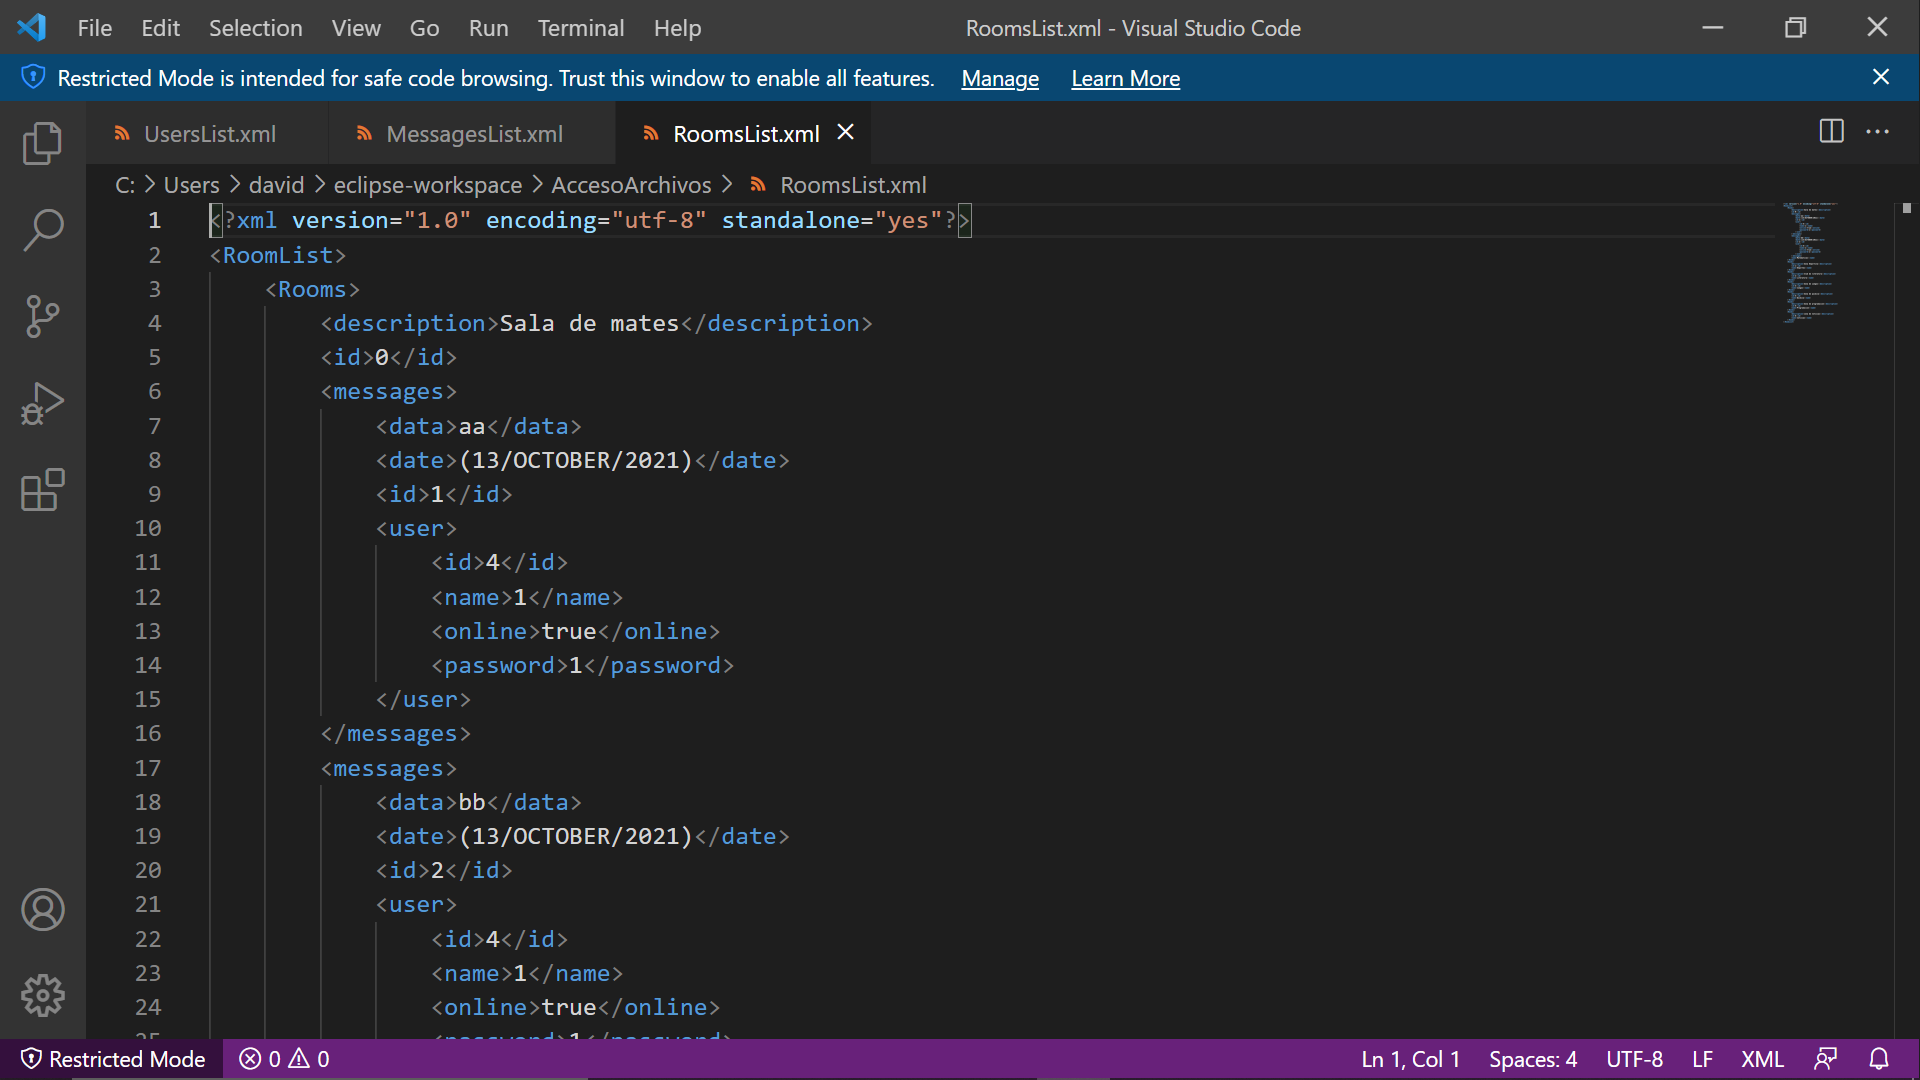 File Edit Selection View Go Run Terminal Help RoomsList.xml - Visual Studio Code
Restricted Mode is intended for safe code browsing. Trust this window to enable all features. Manage Learn More
UsersList.xml MessagesList.xml RoomsList.xml
C: > Users > david > eclipse-workspace > AccesoArchivos > RoomsList.xml
1 <?xml version="1.0" encoding="utf-8" standalone="yes"?>
2 <RoomList>
3 <Rooms>
4 <description>Sala de mates</description>
5 <id>0</id>
6 <messages>
7 <data>aa</data>
8 <date>(13/OCTOBER/2021)</date>
9 <id>1</id>
10 <user>
11 <id>4</id>
12 <name>1</name>
13 <online>true</online>
14 <password>1</password>
15 </user>
16 </messages>
17 <messages>
18 <data>bb</data>
19 <date>(13/OCTOBER/2021)</date>
20 <id>2</id>
21 <user>
22 <id>4</id>
23 <name>1</name>
24 <online>true</online>
25 <password>1</password>
Restricted Mode 0 0 Ln 1, Col 1 Spaces: 4 UTF-8 LF XML